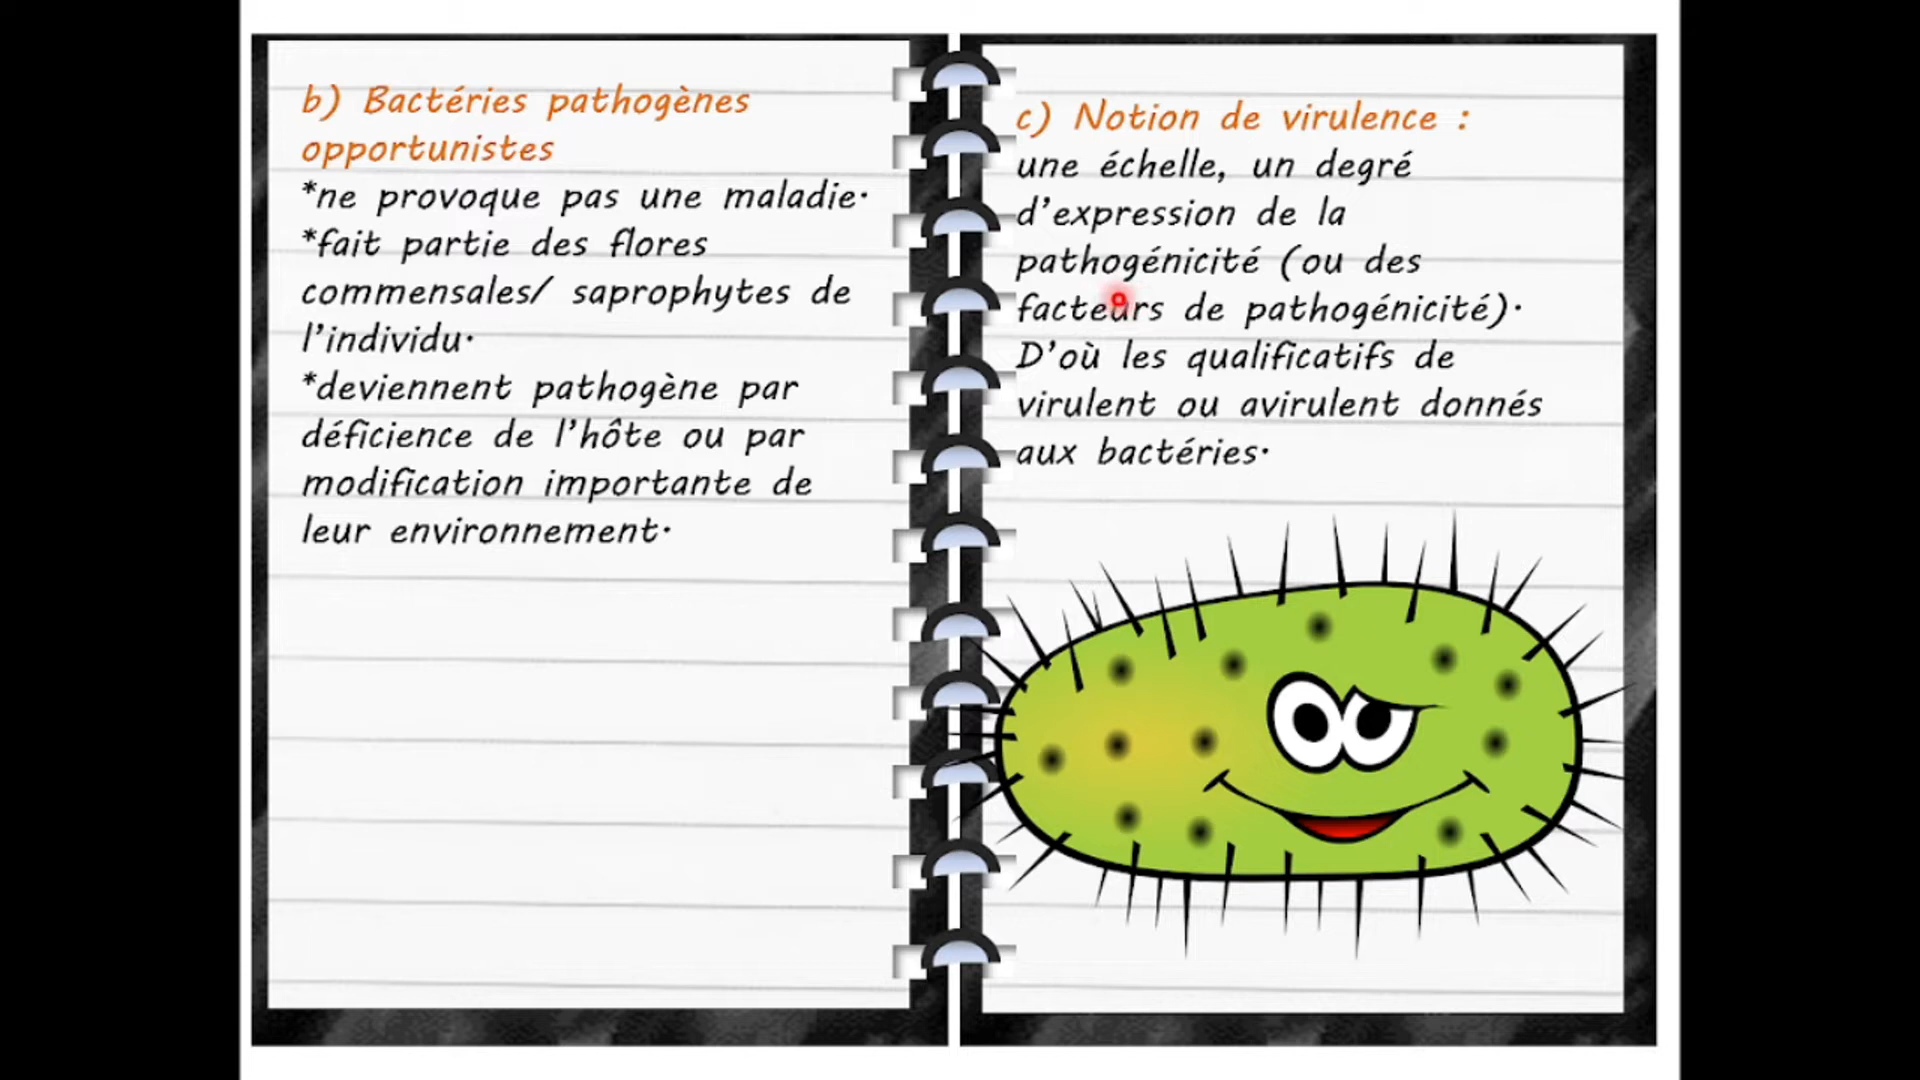 b) Bactéries pathogènes
opportunistes
*ne provoque pas une maladie.
*fait partie des flores
commensales/ saprophytes de
l’individu.
*deviennent pathogène par
déficience de l’hôte ou par
modification importante de
leur environnement.
c) Notion de virulence :
une échelle, un degré
d’expression de la
pathogénicité (ou des
facteurs de pathogénicité).
D’où les qualificatifs de
virulent ou avirulent donnés
aux bactéries.